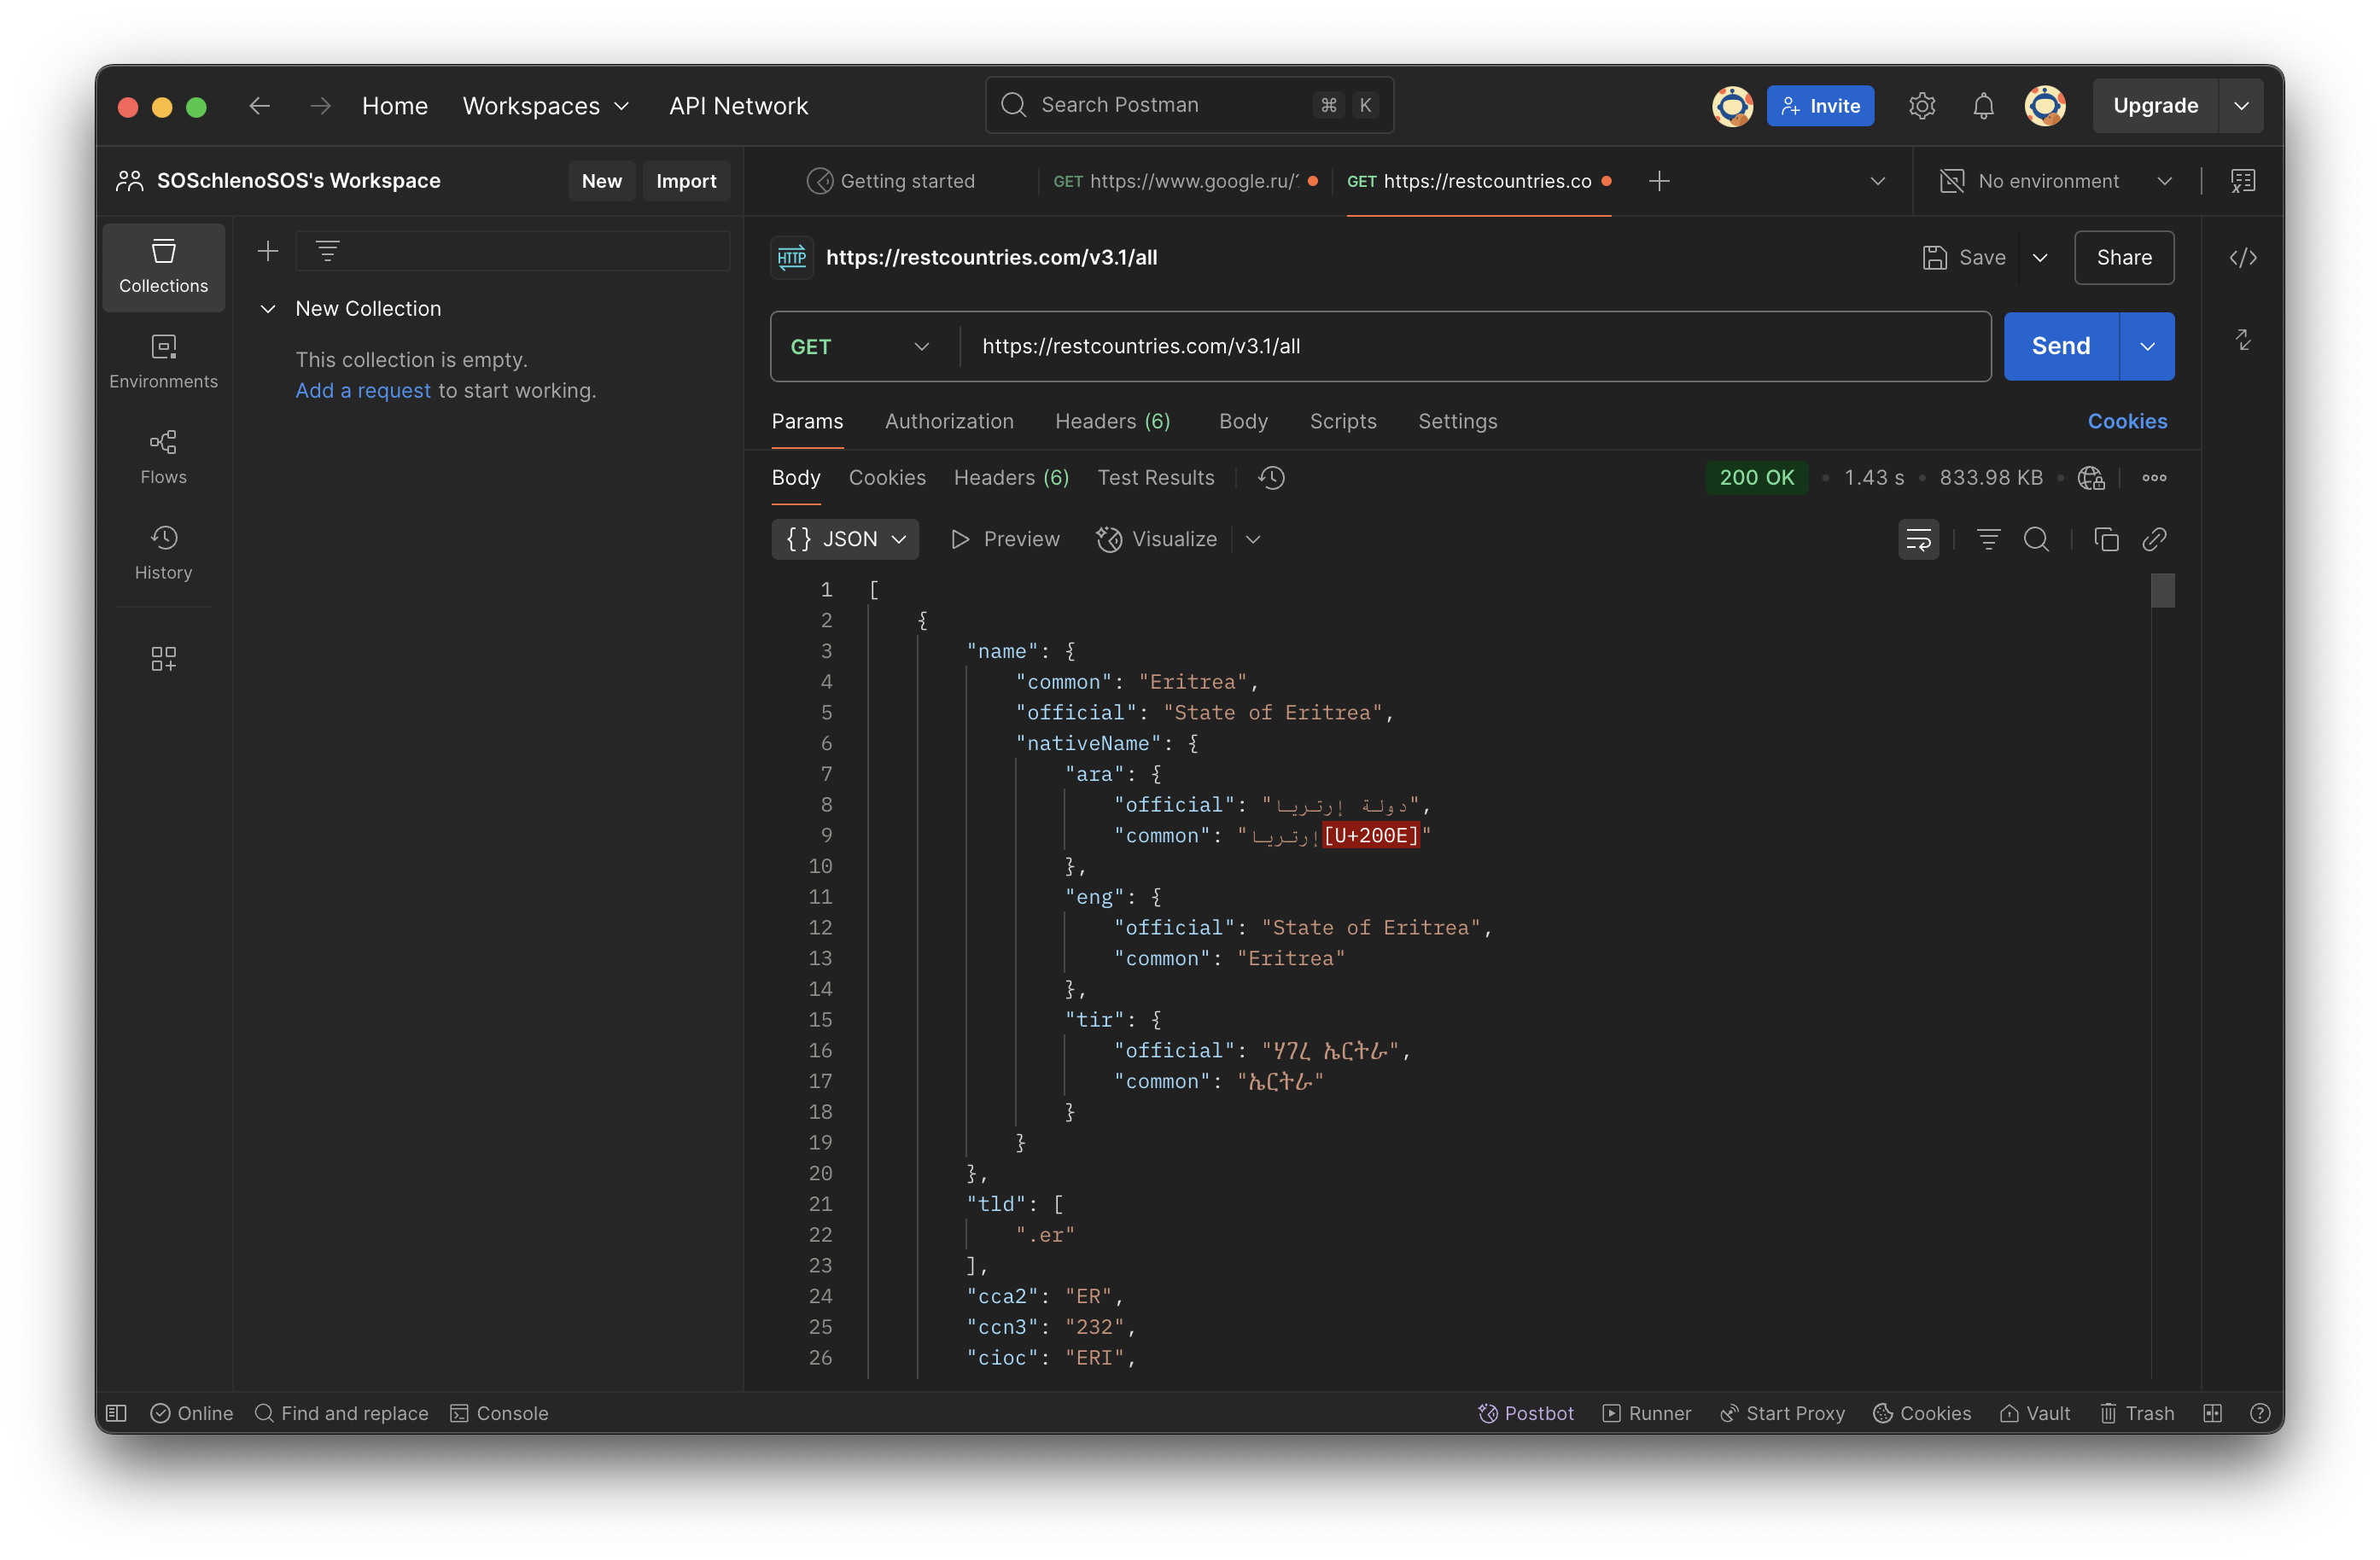 Home Workspaces API Network Search Postman ⌘ K Invite Upgrade
SOSchlenoSOS's Workspace New Import Getting started GET https://www.google.ru/ GET https://restcountries.co No environment
Collections
Environments
Flows
History
New Collection
This collection is empty.
Add a request to start working.
HTTP https://restcountries.com/v3.1/all Save Share
GET https://restcountries.com/v3.1/all Send
Params Authorization Headers (6) Body Scripts Settings Cookies
Body Cookies Headers (6) Test Results 200 OK • 1.43 s • 833.98 KB •
{} JSON Preview Visualize
1 [
2 {
3 "name": {
4 "common": "Eritrea",
5 "official": "State of Eritrea",
6 "nativeName": {
7 "ara": {
8 "official": "دولة إرتريا",
9 "common": "إرتريا[U+200E]"
10 },
11 "eng": {
12 "official": "State of Eritrea",
13 "common": "Eritrea"
14 },
15 "tir": {
16 "official": "ሃገረ ኤርትራ",
17 "common": "ኤርትራ"
18 }
19 }
20 },
21 "tld": [
22 ".er"
23 ],
24 "cca2": "ER",
25 "ccn3": "232",
26 "cioc": "ERI",
Online Find and replace Console Postbot Runner Start Proxy Cookies Vault Trash